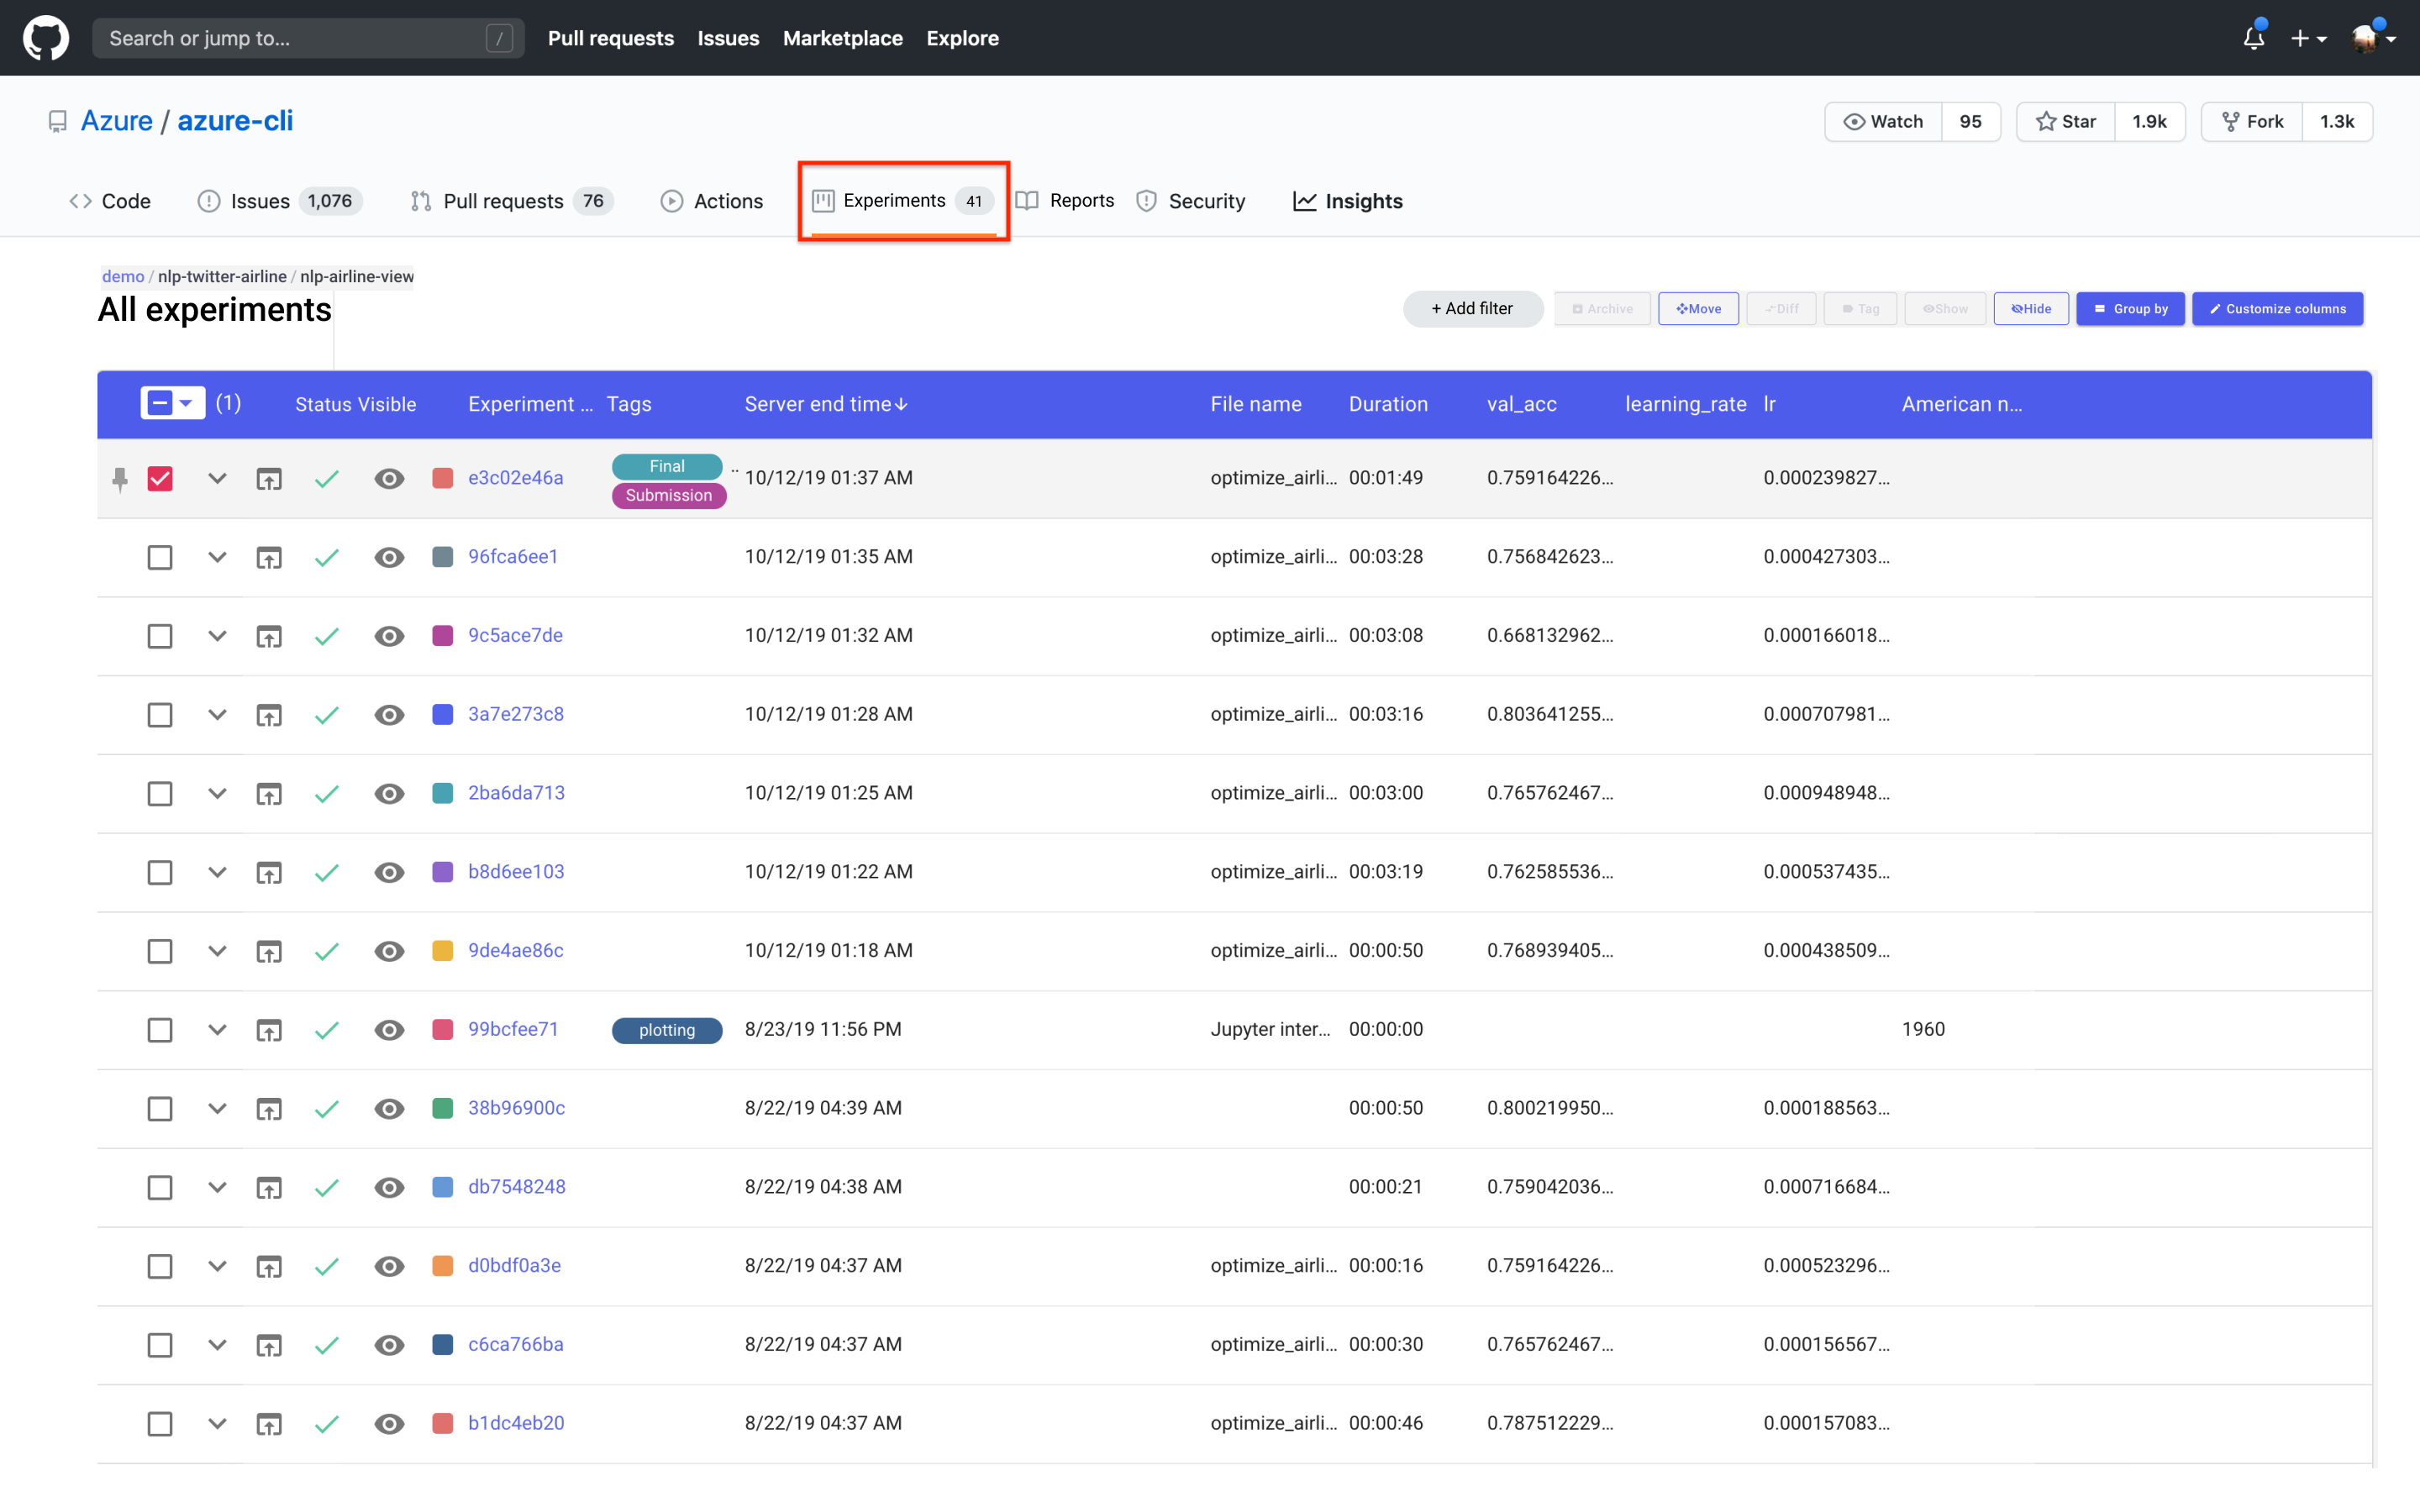 Search or jump to... / Pull requests Issues Marketplace Explore
Azure / azure-cli Watch 95 Star 1.9k Fork 1.3k
Code Issues 1,076 Pull requests 76 Actions Experiments 41 Reports Security Insights
demo / nlp-twitter-airline / nlp-airline-view
All experiments + Add filter Archive Move Diff Tag Show Hide Group by Customize columns
(1) Status Visible Experiment ... Tags Server end time↓ File name Duration val_acc learning_rate lr American n...
e3c02e46a Final Submission .. 10/12/19 01:37 AM optimize_airli... 00:01:49 0.759164226... 0.000239827...
96fca6ee1 10/12/19 01:35 AM optimize_airli... 00:03:28 0.756842623... 0.000427303...
9c5ace7de 10/12/19 01:32 AM optimize_airli... 00:03:08 0.668132962... 0.000166018...
3a7e273c8 10/12/19 01:28 AM optimize_airli... 00:03:16 0.803641255... 0.000707981...
2ba6da713 10/12/19 01:25 AM optimize_airli... 00:03:00 0.765762467... 0.000948948...
b8d6ee103 10/12/19 01:22 AM optimize_airli... 00:03:19 0.762585536... 0.000537435...
9de4ae86c 10/12/19 01:18 AM optimize_airli... 00:00:50 0.768939405... 0.000438509...
99bcfee71 plotting 8/23/19 11:56 PM Jupyter inter... 00:00:00 1960
38b96900c 8/22/19 04:39 AM 00:00:50 0.800219950... 0.000188563...
db7548248 8/22/19 04:38 AM 00:00:21 0.759042036... 0.000716684...
d0bdf0a3e 8/22/19 04:37 AM optimize_airli... 00:00:16 0.759164226... 0.000523296...
c6ca766ba 8/22/19 04:37 AM optimize_airli... 00:00:30 0.765762467... 0.000156567...
b1dc4eb20 8/22/19 04:37 AM optimize_airli... 00:00:46 0.787512229... 0.000157083...